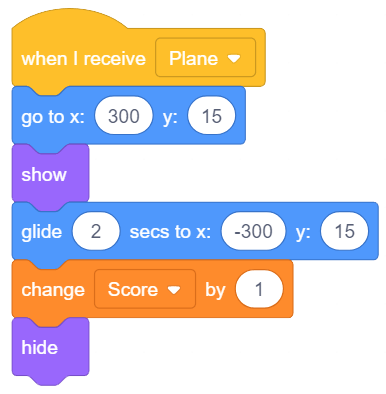 when I receive Plane
go to x: 300 y: 15
show
glide 2 secs to x: -300 y: 15
change Score by 1
hide